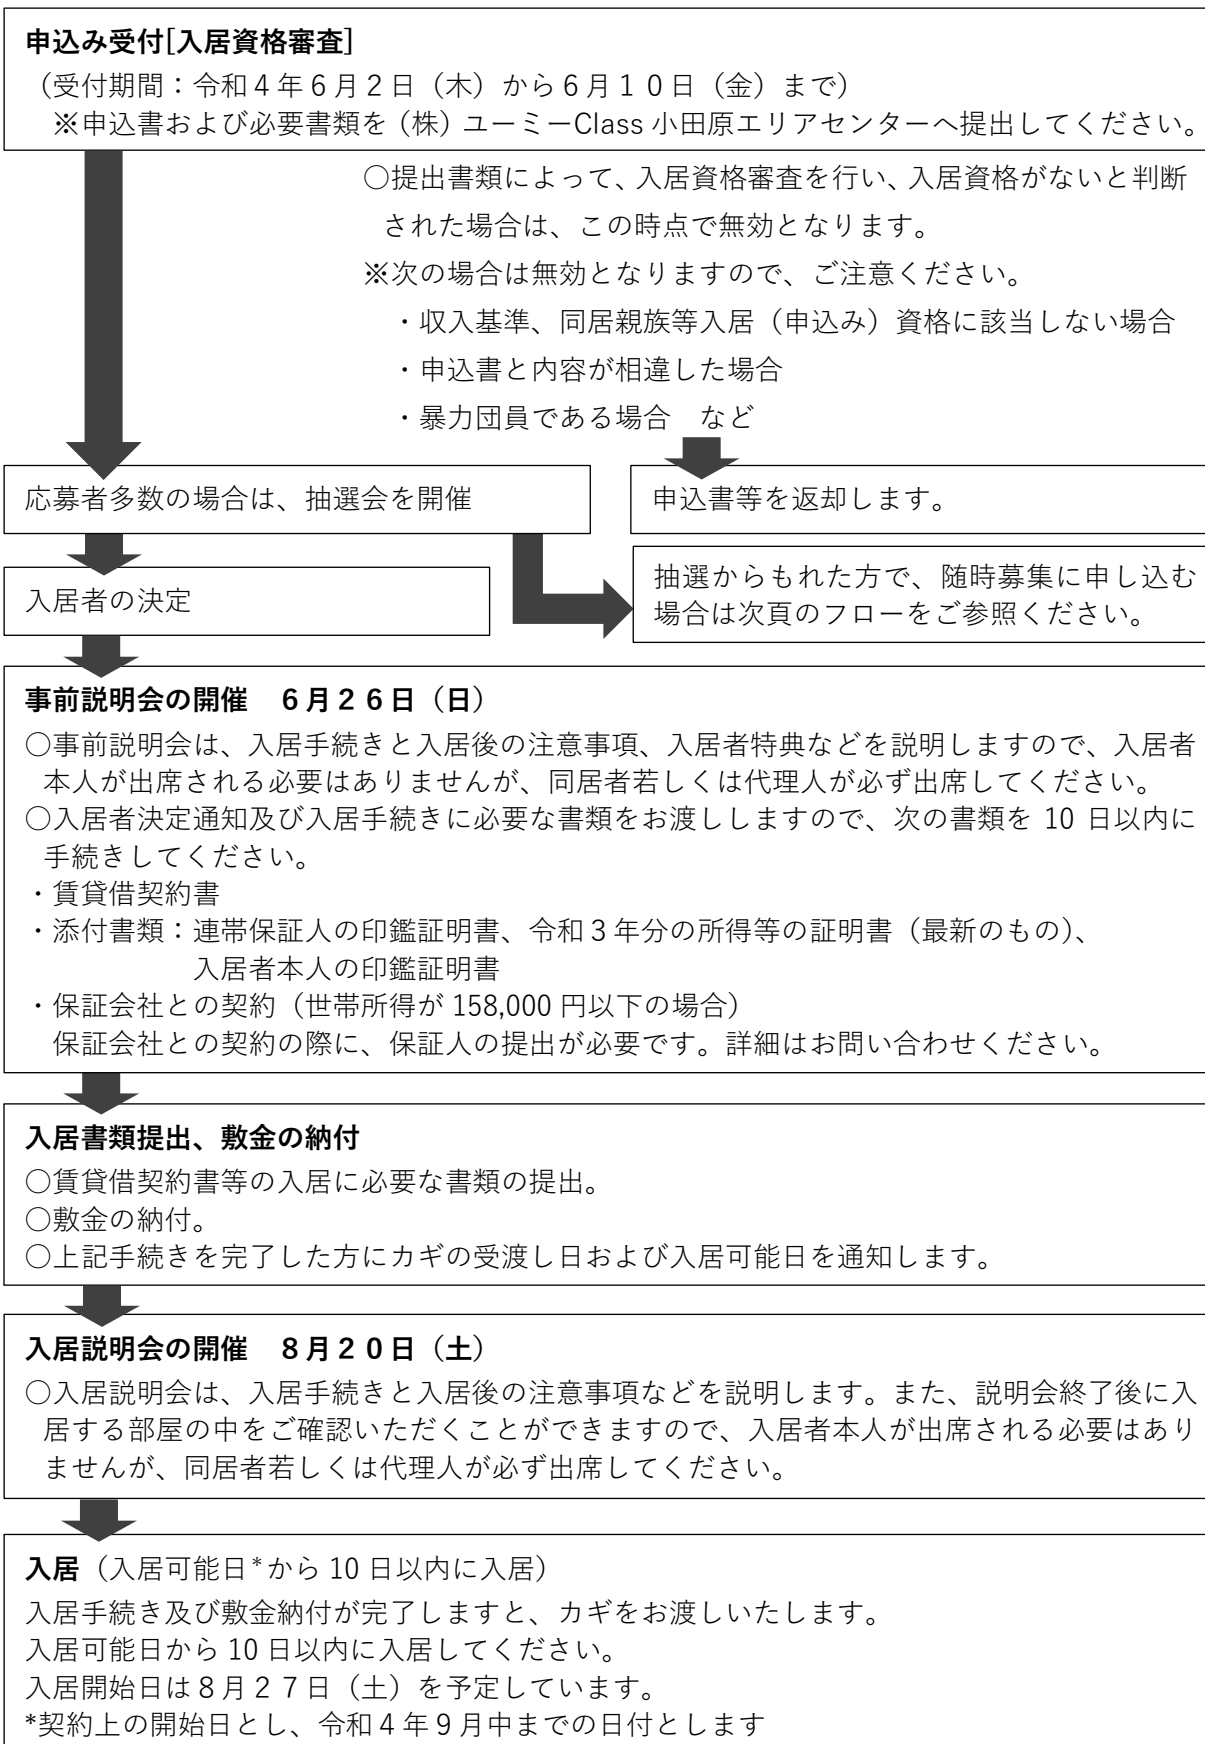 申込み受付[入居資格審査]
（受付期間：令和４年６月２日（木）から６月１０日（金）まで）
※申込書および必要書類を（株）ユーミーClass 小田原エリアセンターへ提出してください。
○提出書類によって、入居資格審査を行い、入居資格がないと判断
された場合は、この時点で無効となります。
※次の場合は無効となりますので、ご注意ください。
・収入基準、同居親族等入居（申込み）資格に該当しない場合
・申込書と内容が相違した場合
・暴力団員である場合　など
応募者多数の場合は、抽選会を開催
申込書等を返却します。
入居者の決定
抽選からもれた方で、随時募集に申し込む
場合は次頁のフローをご参照ください。
事前説明会の開催　６月２６日（日）
○事前説明会は、入居手続きと入居後の注意事項、入居者特典などを説明しますので、入居者
本人が出席される必要はありませんが、同居者若しくは代理人が必ず出席してください。
○入居者決定通知及び入居手続きに必要な書類をお渡ししますので、次の書類を 10 日以内に
手続きしてください。
・賃貸借契約書
・添付書類：連帯保証人の印鑑証明書、令和３年分の所得等の証明書（最新のもの）、
入居者本人の印鑑証明書
・保証会社との契約（世帯所得が 158,000 円以下の場合）
保証会社との契約の際に、保証人の提出が必要です。詳細はお問い合わせください。
入居書類提出、敷金の納付
○賃貸借契約書等の入居に必要な書類の提出。
○敷金の納付。
○上記手続きを完了した方にカギの受渡し日および入居可能日を通知します。
入居説明会の開催　８月２０日（土）
○入居説明会は、入居手続きと入居後の注意事項などを説明します。また、説明会終了後に入
居する部屋の中をご確認いただくことができますので、入居者本人が出席される必要はあり
ませんが、同居者若しくは代理人が必ず出席してください。
入居（入居可能日*から 10 日以内に入居）
入居手続き及び敷金納付が完了しますと、カギをお渡しいたします。
入居可能日から 10 日以内に入居してください。
入居開始日は８月２７日（土）を予定しています。
*契約上の開始日とし、令和４年９月中までの日付とします